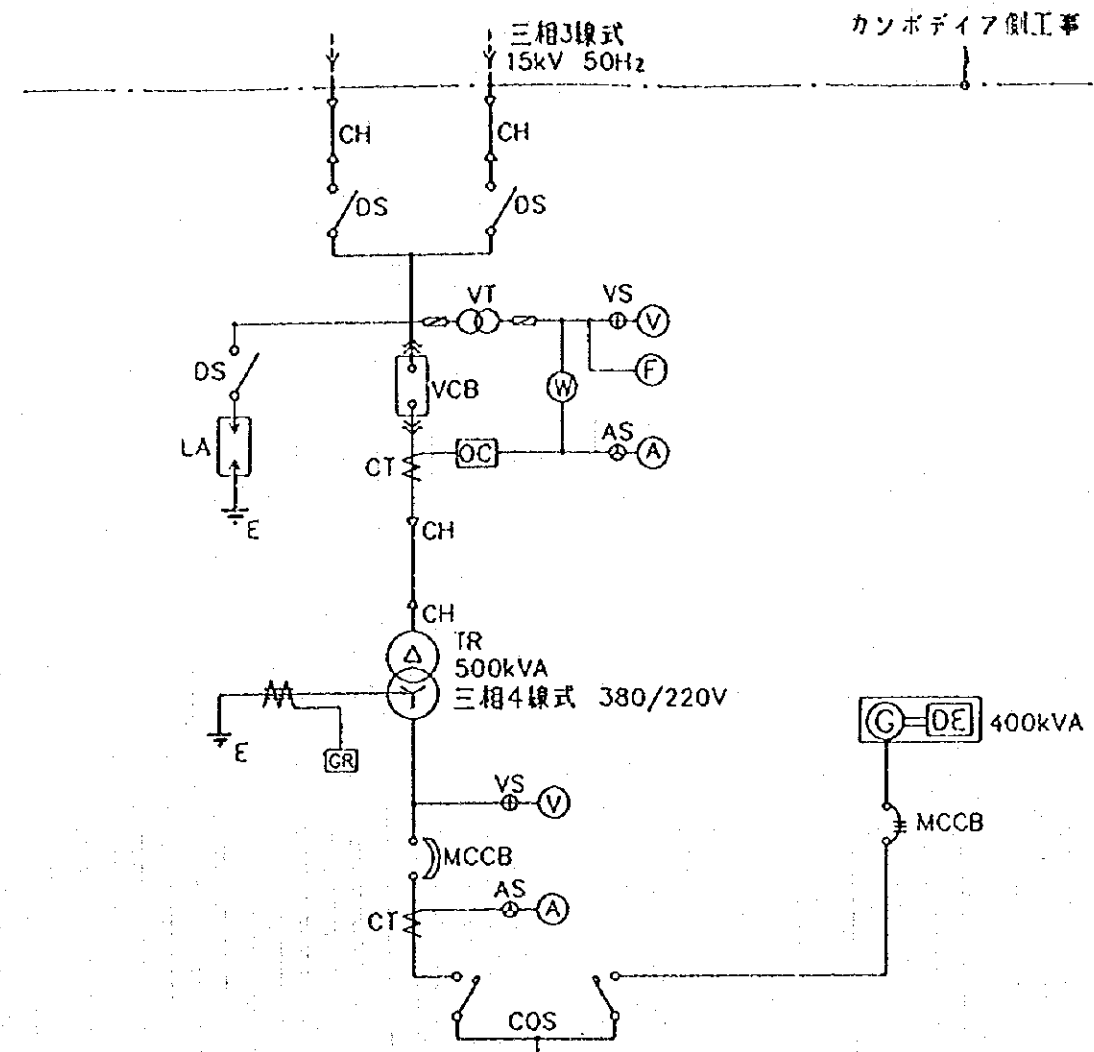 三相3線式
15kV 50Hz
カンボディア側工事
CH
CH
DS
DS
VT
VS
V
F
DS
VCB
W
LA
CT
OC
AS
A
E
CH
CH
TR
500kVA
三相4線式 380/220V
E
GR
G
DE
400kVA
VS
V
MCCB
MCCB
AS
A
CT
COS